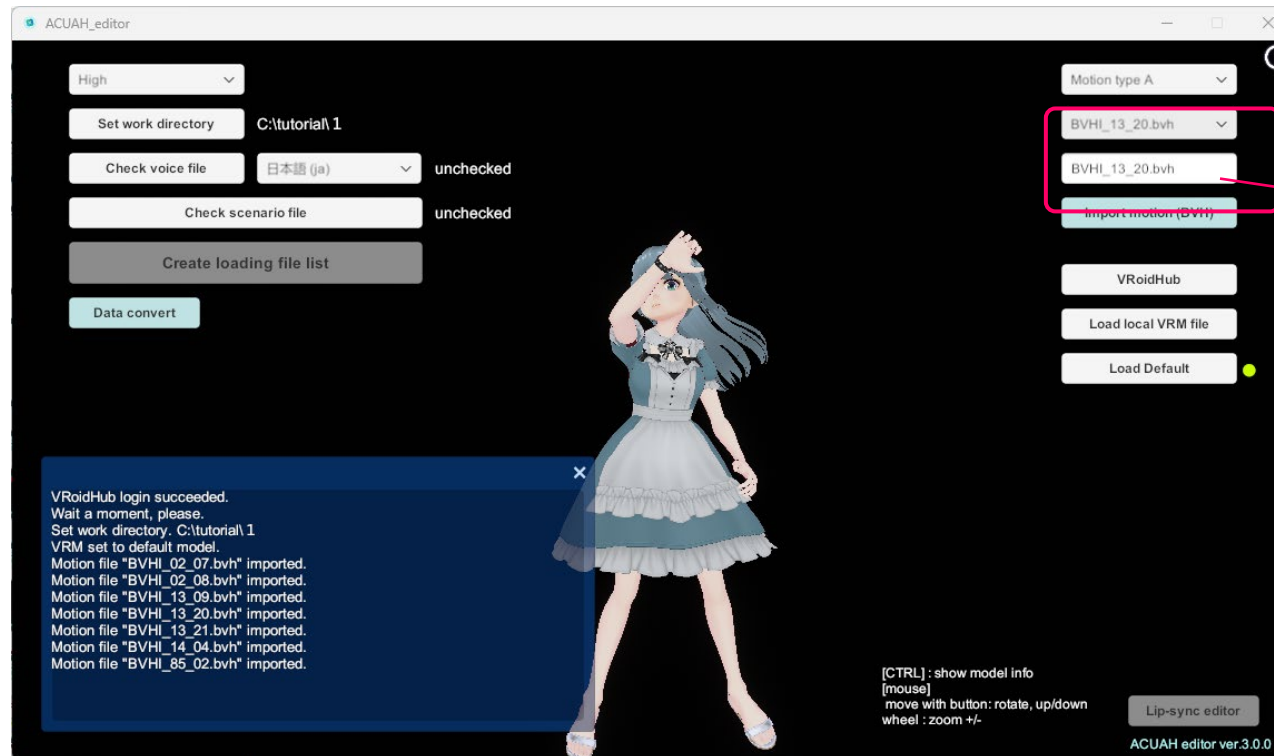 ACUAH_editor
High
Motion type A
Set work directory
C:\tutorial\ 1
BVHI_13_20.bvh
Check voice file
日本語 (ja)
unchecked
BVHI_13_20.bvh
Check scenario file
unchecked
Import motion (BVH)
Create loading file list
VRoidHub
Data convert
Load local VRM file
Load Default
VRoidHub login succeeded.
Wait a moment, please.
Set work directory. C:\tutorial\ 1
VRM set to default model.
Motion file "BVHI_02_07.bvh" imported.
Motion file "BVHI_02_08.bvh" imported.
Motion file "BVHI_13_09.bvh" imported.
Motion file "BVHI_13_20.bvh" imported.
Motion file "BVHI_13_21.bvh" imported.
Motion file "BVHI_14_04.bvh" imported.
Motion file "BVHI_85_02.bvh" imported.
[CTRL] : show model info
[mouse]
move with button: rotate, up/down
wheel : zoom +/-
Lip-sync editor
ACUAH editor ver.3.0.0